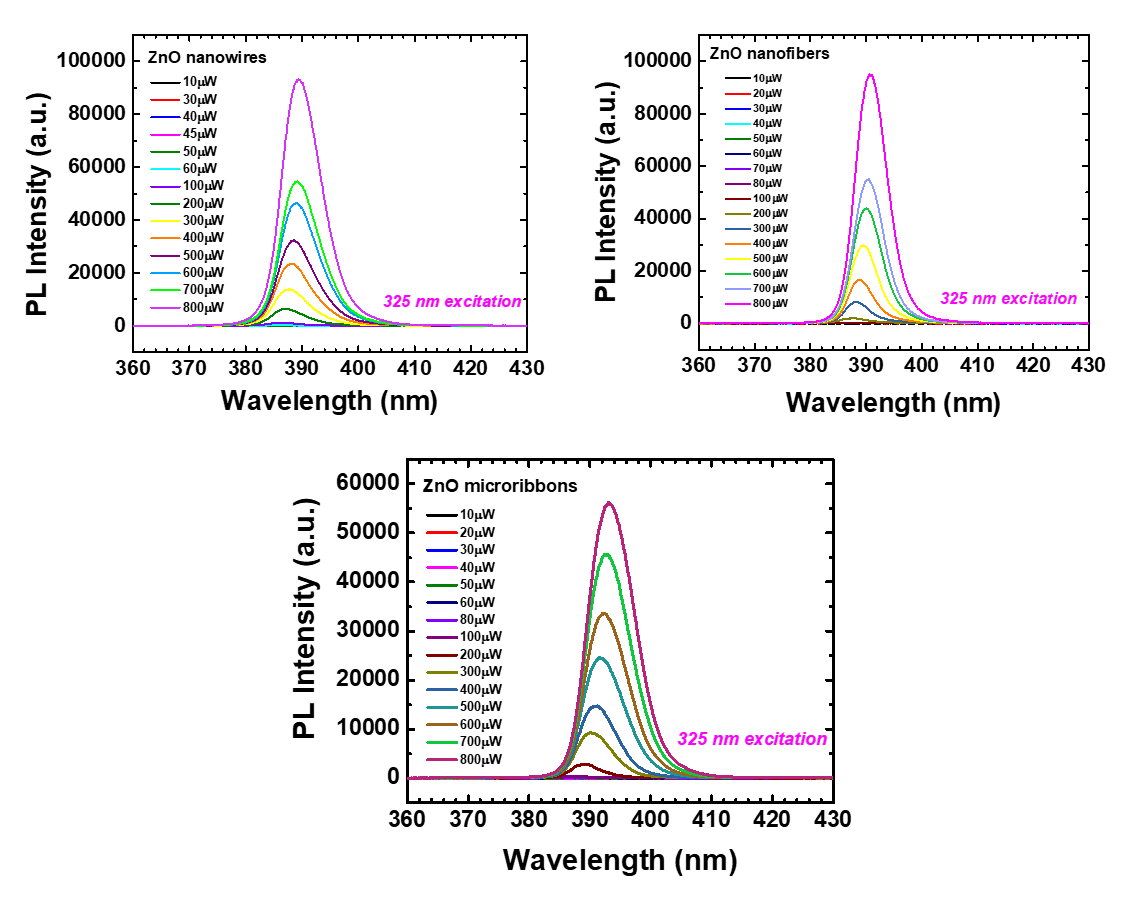 ZnO nanowires
10μW
30μW
40μW
45μW
50μW
60μW
100μW
200μW
300μW
400μW
500μW
600μW
700μW
800μW
325 nm excitation
PL Intensity (a.u.)
100000
80000
60000
40000
20000
0
360 370 380 390 400 410 420 430
Wavelength (nm)
ZnO nanofibers
10μW
20μW
30μW
40μW
50μW
60μW
70μW
80μW
100μW
200μW
300μW
400μW
500μW
600μW
700μW
800μW
325 nm excitation
PL Intensity (a.u.)
100000
80000
60000
40000
20000
0
360 370 380 390 400 410 420 430
Wavelength (nm)
ZnO microribbons
10μW
20μW
30μW
40μW
50μW
60μW
80μW
100μW
200μW
300μW
400μW
500μW
600μW
700μW
800μW
325 nm excitation
PL Intensity (a.u.)
60000
50000
40000
30000
20000
10000
0
360 370 380 390 400 410 420 430
Wavelength (nm)